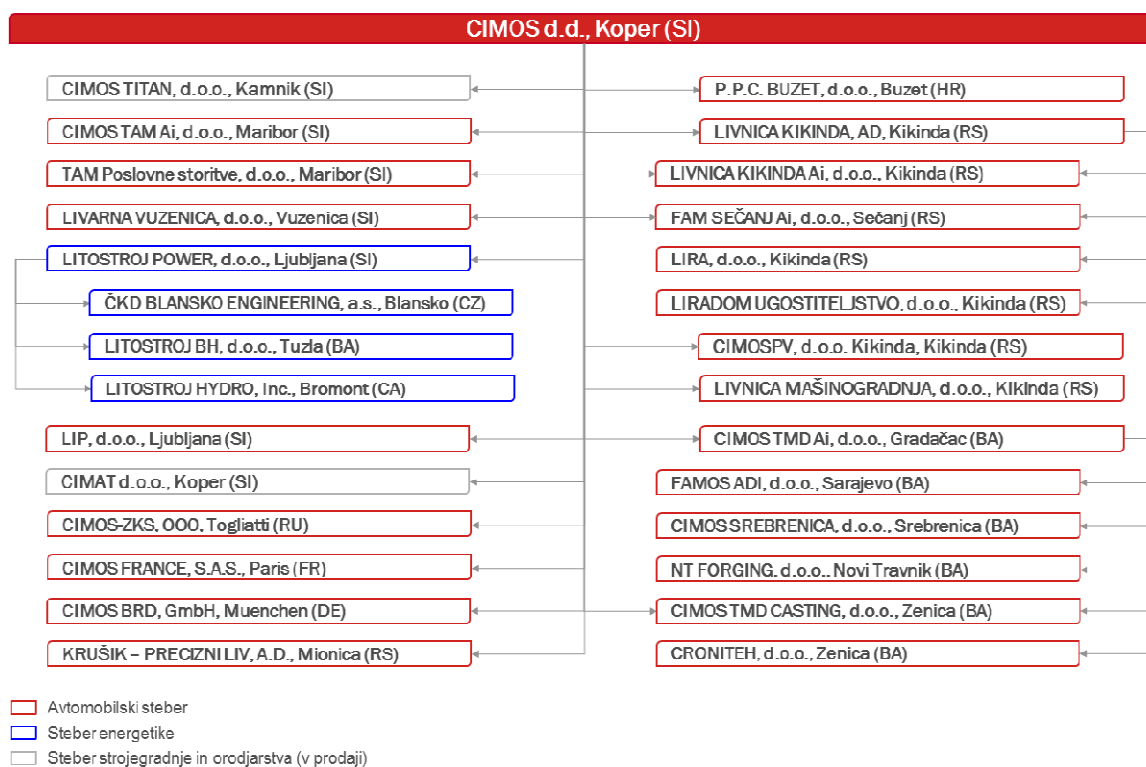 CIMOS d.d., Koper (SI)
CIMOS TITAN, d.o.o., Kamnik (SI)
CIMOS TAM Ai, d.o.o., Maribor (SI)
TAM Poslovne storitve, d.o.o., Maribor (SI)
LIVARNA VUZENICA, d.o.o., Vuzenica (SI)
LITOSTROJ POWER, d.o.o., Ljubljana (SI)
ČKD BLANSKO ENGINEERING, a.s., Blansko (CZ)
LITOSTROJ BH, d.o.o., Tuzla (BA)
LITOSTROJ HYDRO, Inc., Bromont (CA)
LIP, d.o.o., Ljubljana (SI)
CIMAT d.o.o., Koper (SI)
CIMOS-ZKS, OOO, Togliatti (RU)
CIMOS FRANCE, S.A.S., Paris (FR)
CIMOS BRD, GmbH, Muenchen (DE)
KRUŠIK – PRECIZNI LIV, A.D., Mionica (RS)
P.P.C. BUZET, d.o.o., Buzet (HR)
LIVNICA KIKINDA, AD, Kikinda (RS)
LIVNICA KIKINDA Ai, d.o.o., Kikinda (RS)
FAM SEČANJ Ai, d.o.o., Sečanj (RS)
LIRA, d.o.o., Kikinda (RS)
LIRADOM UGOSTITELJSTVO, d.o.o., Kikinda (RS)
CIMOSPV, d.o.o. Kikinda, Kikinda (RS)
LIVNICA MAŠINOGRADNJA, d.o.o., Kikinda (RS)
CIMOS TMD Ai, d.o.o., Gradačac (BA)
FAMOS ADI, d.o.o., Sarajevo (BA)
CIMOS SREBRENICA, d.o.o., Srebrenica (BA)
NT FORGING, d.o.o., Novi Travnik (BA)
CIMOS TMD CASTING, d.o.o., Zenica (BA)
CRONITEH, d.o.o., Zenica (BA)
Avtomobilski steber
Steber energetike
Steber strojegradnje in orodjarstva (v prodaji)